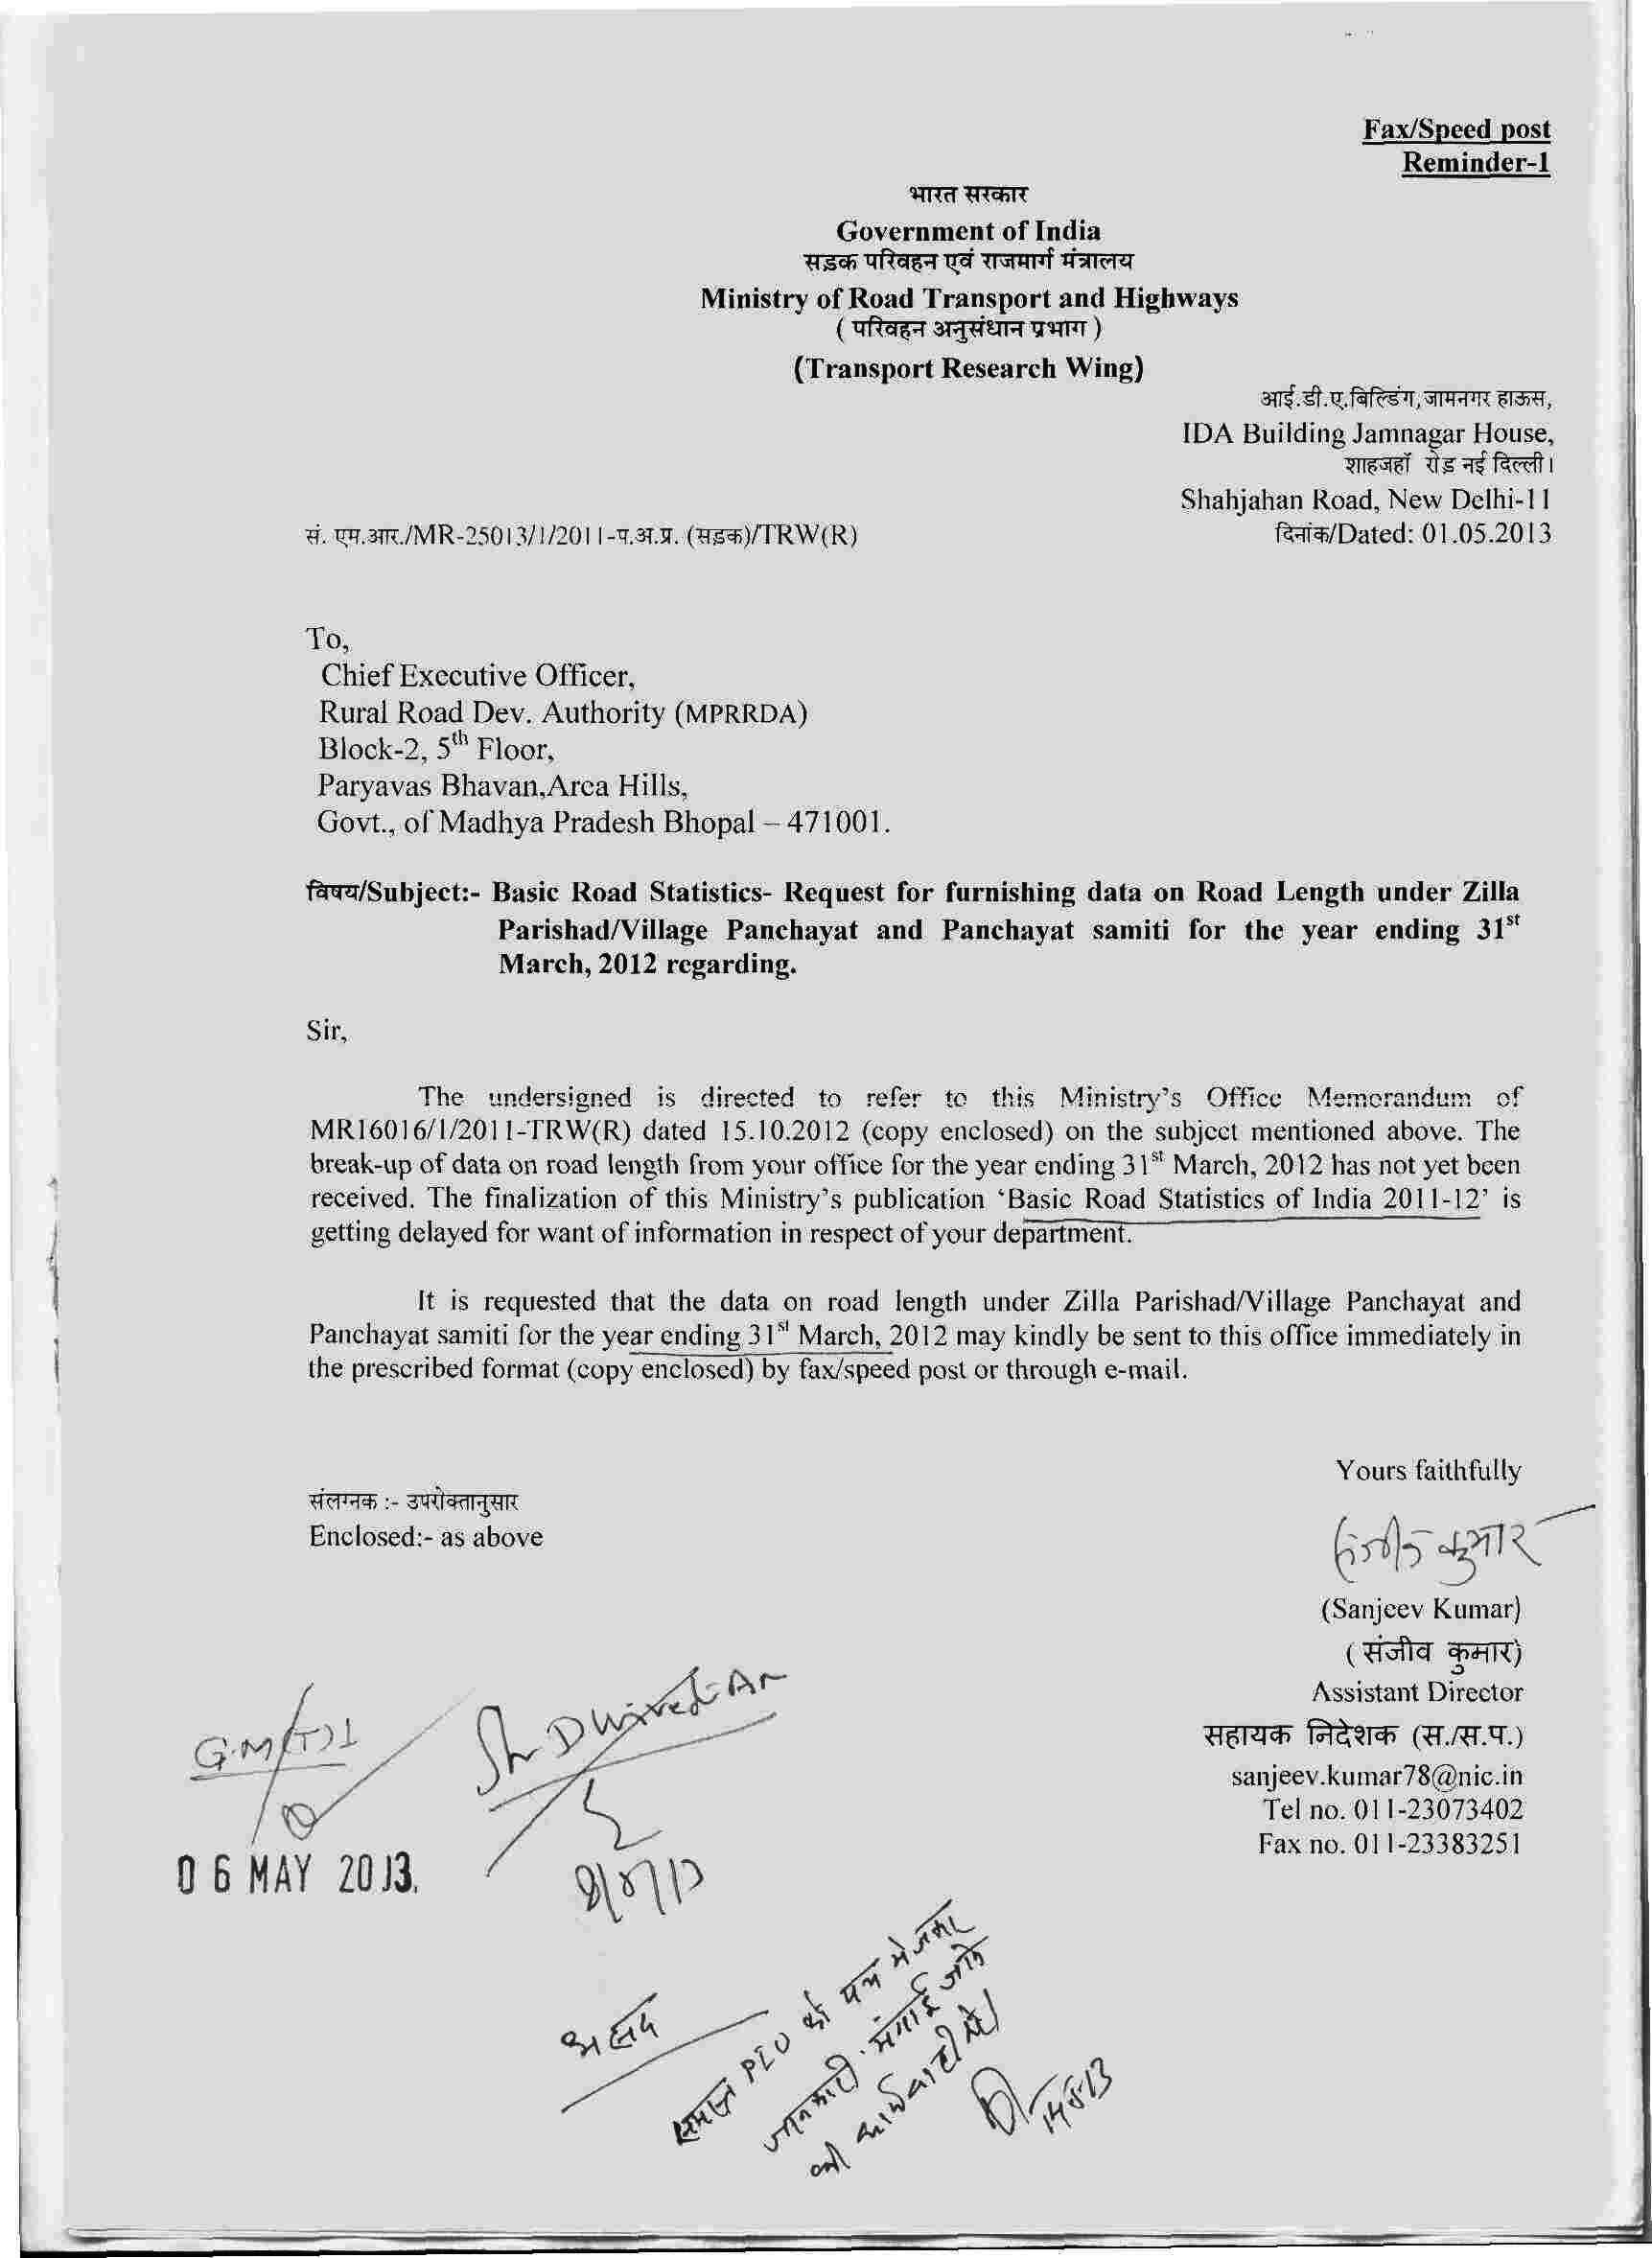 Fax/Speed post
Reminder-1
भारत सरकार
Government of India
सड़क परिवहन एवं राजमार्ग मंत्रालय
Ministry of Road Transport and Highways
( परिवहन अनुसंधान प्रभाग )
(Transport Research Wing)
आई.डी.ए.बिल्डिंग,जामनगर हाऊस,
IDA Building Jamnagar House,
शाहजहाँ रोड नई दिल्ली।
Shahjahan Road, New Delhi-11
सं. एम.आर./MR-25013/1/2011-प.अ.प्र. (सड़क)/TRW(R)
दिनांक/Dated: 01.05.2013
To,
Chief Executive Officer,
Rural Road Dev. Authority (MPRRDA)
Block-2, 5th Floor,
Paryavas Bhavan,Area Hills,
Govt., of Madhya Pradesh Bhopal – 471001.
विषय/Subject:- Basic Road Statistics- Request for furnishing data on Road Length under Zilla
Parishad/Village Panchayat and Panchayat samiti for the year ending 31st
March, 2012 regarding.
Sir,
The undersigned is directed to refer to this Ministry's Office Memorandum of
MR16016/1/2011-TRW(R) dated 15.10.2012 (copy enclosed) on the subject mentioned above. The
break-up of data on road length from your office for the year ending 31st March, 2012 has not yet been
received. The finalization of this Ministry's publication 'Basic Road Statistics of India 2011-12' is
getting delayed for want of information in respect of your department.
It is requested that the data on road length under Zilla Parishad/Village Panchayat and
Panchayat samiti for the year ending 31st March, 2012 may kindly be sent to this office immediately in
the prescribed format (copy enclosed) by fax/speed post or through e-mail.
Yours faithfully
संलग्नक :- उपरोक्तानुसार
Enclosed:- as above
संजीव कुमार
(Sanjeev Kumar)
( संजीव कुमार)
Assistant Director
सहायक निदेशक (स./स.प.)
sanjeev.kumar78@nic.in
Tel no. 011-23073402
Fax no. 011-23383251
G.M(T)1
Sh Dwivedi
06 MAY 2013.
समस्त PIU को पत्र भेजकर
जानकारी मंगाई जाने
की कार्यवाही करें।
14/5/13